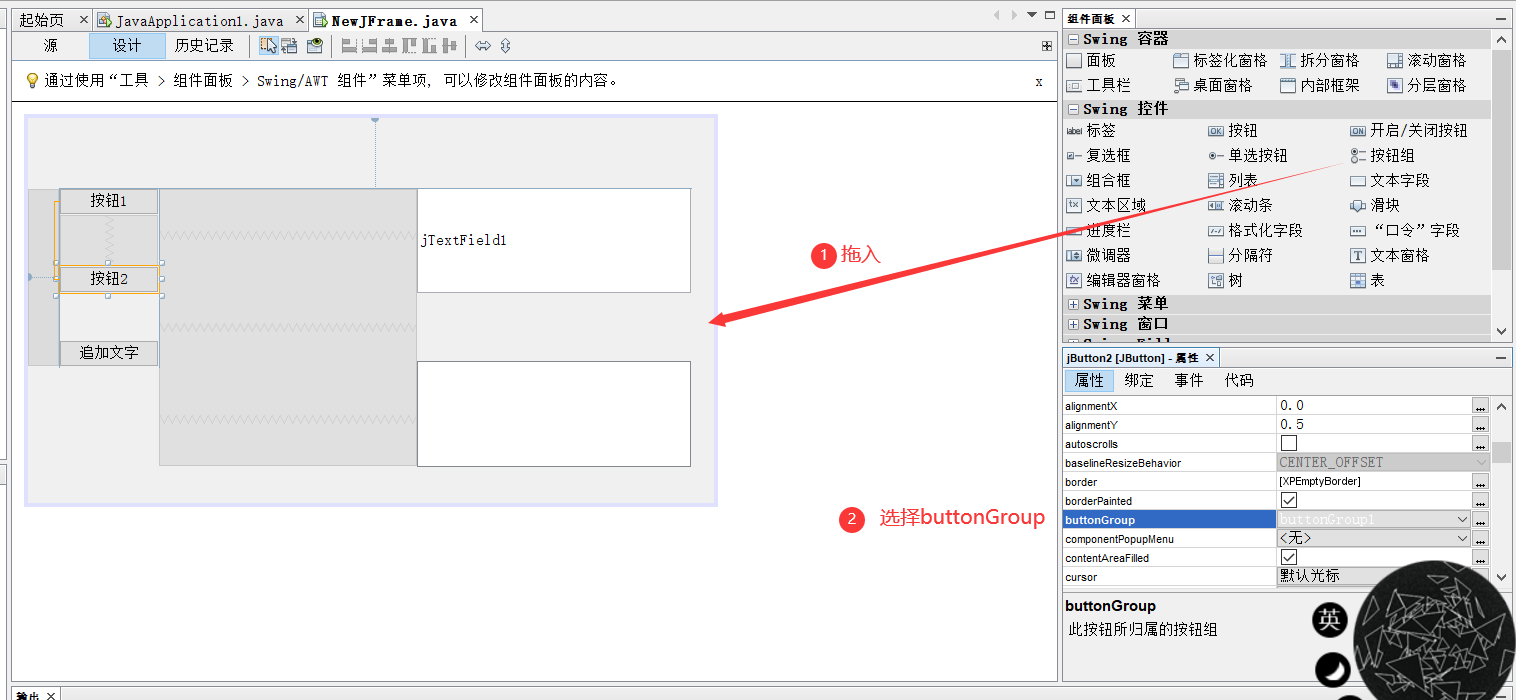 起始页 × JavaApplication1.java × NewJFrame.java ×
源 设计 历史记录
通过使用“工具 > 组件面板 > Swing/AWT 组件”菜单项, 可以修改组件面板的内容。 x
按钮1
按钮2
追加文字
jTextField1
1 拖入
2 选择buttonGroup
组件面板 ×
Swing 容器
面板 标签化窗格 拆分窗格 滚动窗格
工具栏 桌面窗格 内部框架 分层窗格
Swing 控件
label 标签 OK 按钮 ON 开启/关闭按钮
复选框 单选按钮 按钮组
组合框 列表 文本字段
文本区域 滚动条 滑块
进度栏 格式化字段 “口令”字段
微调器 分隔符 T 文本窗格
编辑器窗格 树 表
Swing 菜单
Swing 窗口
jButton2 [JButton] - 属性 ×
属性 绑定 事件 代码
alignmentX 0.0 ...
alignmentY 0.5 ...
autoscrolls ...
baselineResizeBehavior CENTER_OFFSET
border [XPEmptyBorder] ...
borderPainted ...
buttonGroup buttonGroup1 ...
componentPopupMenu <无> ...
contentAreaFilled ...
cursor 默认光标
buttonGroup
此按钮所归属的按钮组
英
输出 ×